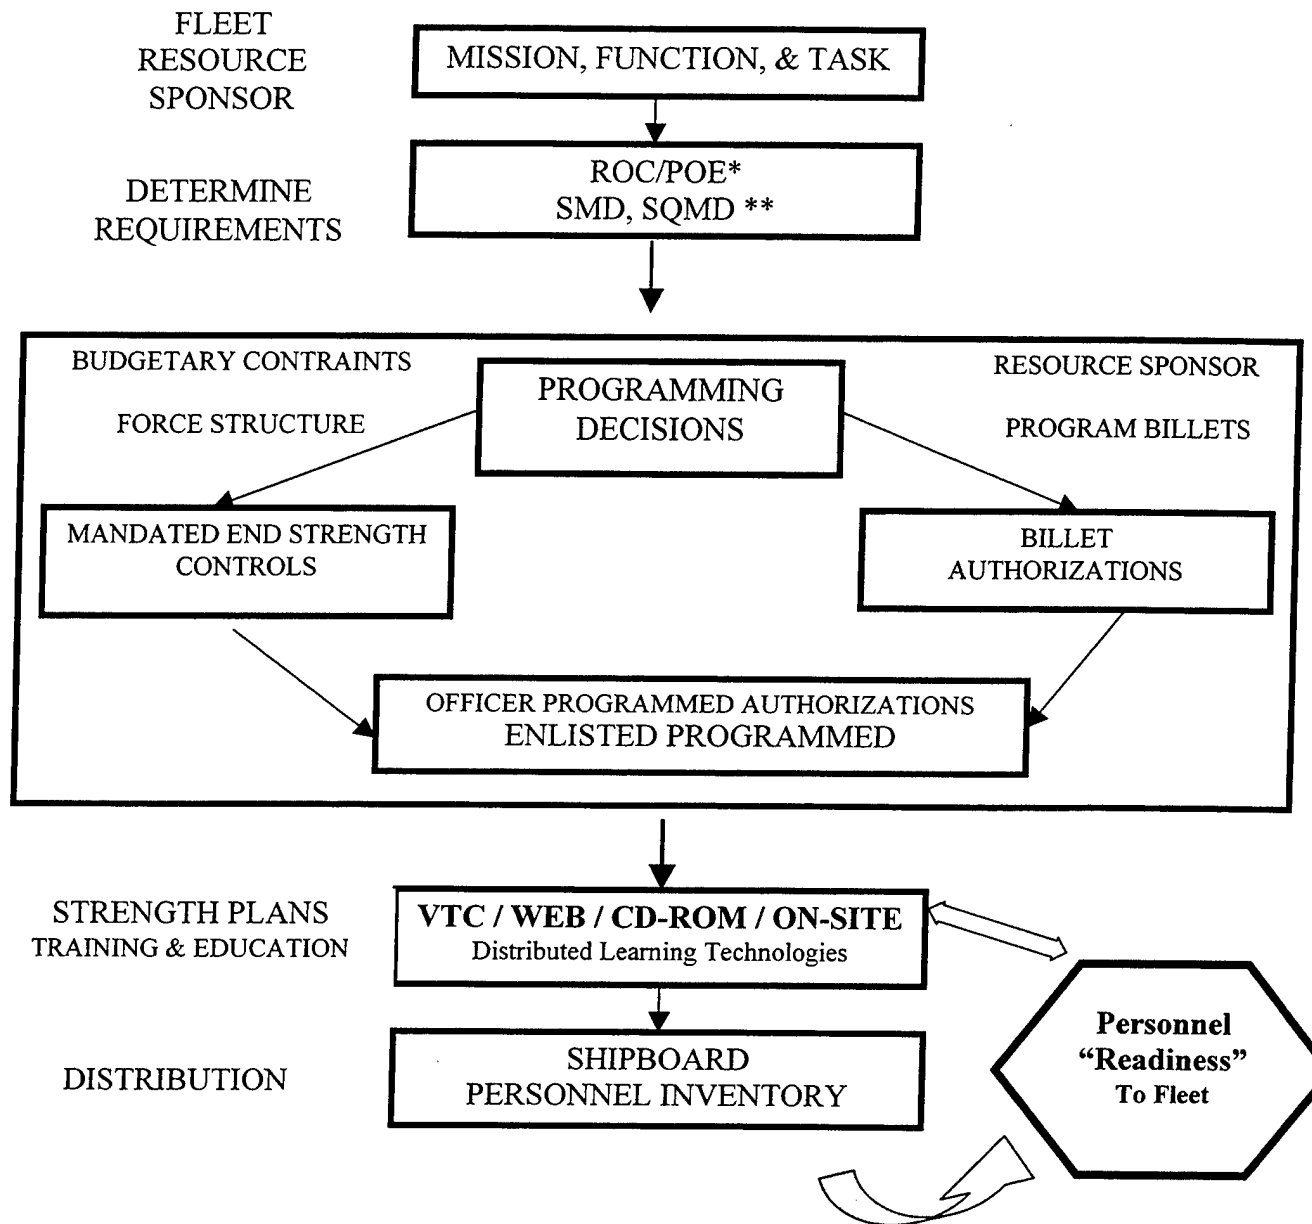 FLEET
RESOURCE
SPONSOR
MISSION, FUNCTION, & TASK
DETERMINE
REQUIREMENTS
ROC/POE*
SMD, SQMD **
BUDGETARY CONTRAINTS
FORCE STRUCTURE
PROGRAMMING
DECISIONS
RESOURCE SPONSOR
PROGRAM BILLETS
MANDATED END STRENGTH
CONTROLS
BILLET
AUTHORIZATIONS
OFFICER PROGRAMMED AUTHORIZATIONS
ENLISTED PROGRAMMED
STRENGTH PLANS
TRAINING & EDUCATION
VTC / WEB / CD-ROM / ON-SITE
Distributed Learning Technologies
DISTRIBUTION
SHIPBOARD
PERSONNEL INVENTORY
Personnel
“Readiness”
To Fleet